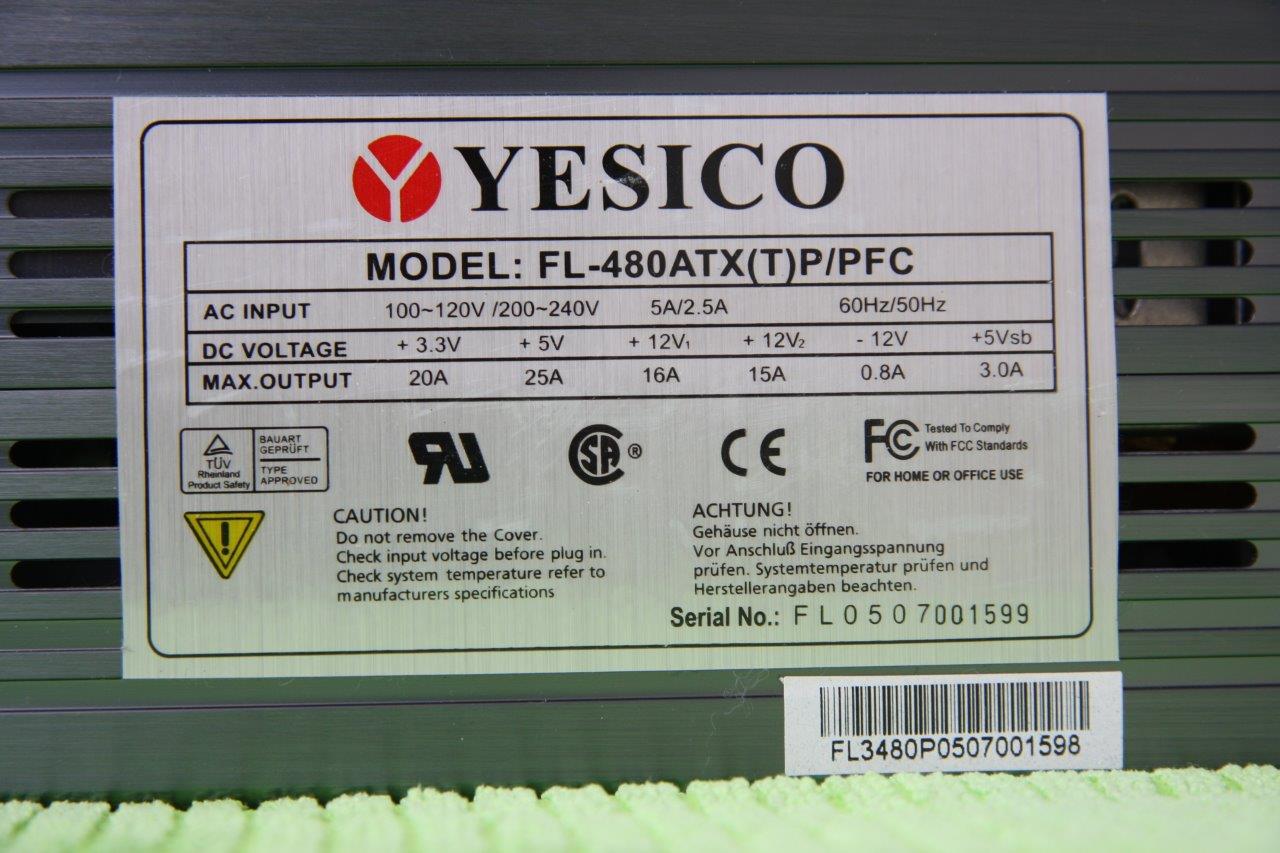 YESICO
MODEL: FL-480ATX(T)P/PFC
AC INPUT 100~120V /200~240V 5A/2.5A 60Hz/50Hz
DC VOLTAGE + 3.3V + 5V + 12V₁ + 12V₂ - 12V +5Vsb
MAX.OUTPUT 20A 25A 16A 15A 0.8A 3.0A
TÜV
Rheinland
Product Safety
BAUART
GEPRÜFT
TYPE
APPROVED
SA ®
CE
FC Tested To Comply
With FCC Standards
FOR HOME OR OFFICE USE
CAUTION!
Do not remove the Cover.
Check input voltage before plug in.
Check system temperature refer to
manufacturers specifications
ACHTUNG!
Gehäuse nicht öffnen.
Vor Anschluß Eingangsspannung
prüfen. Systemtemperatur prüfen und
Herstellerangaben beachten.
Serial No.: FL0507001599
FL3480P0507001598